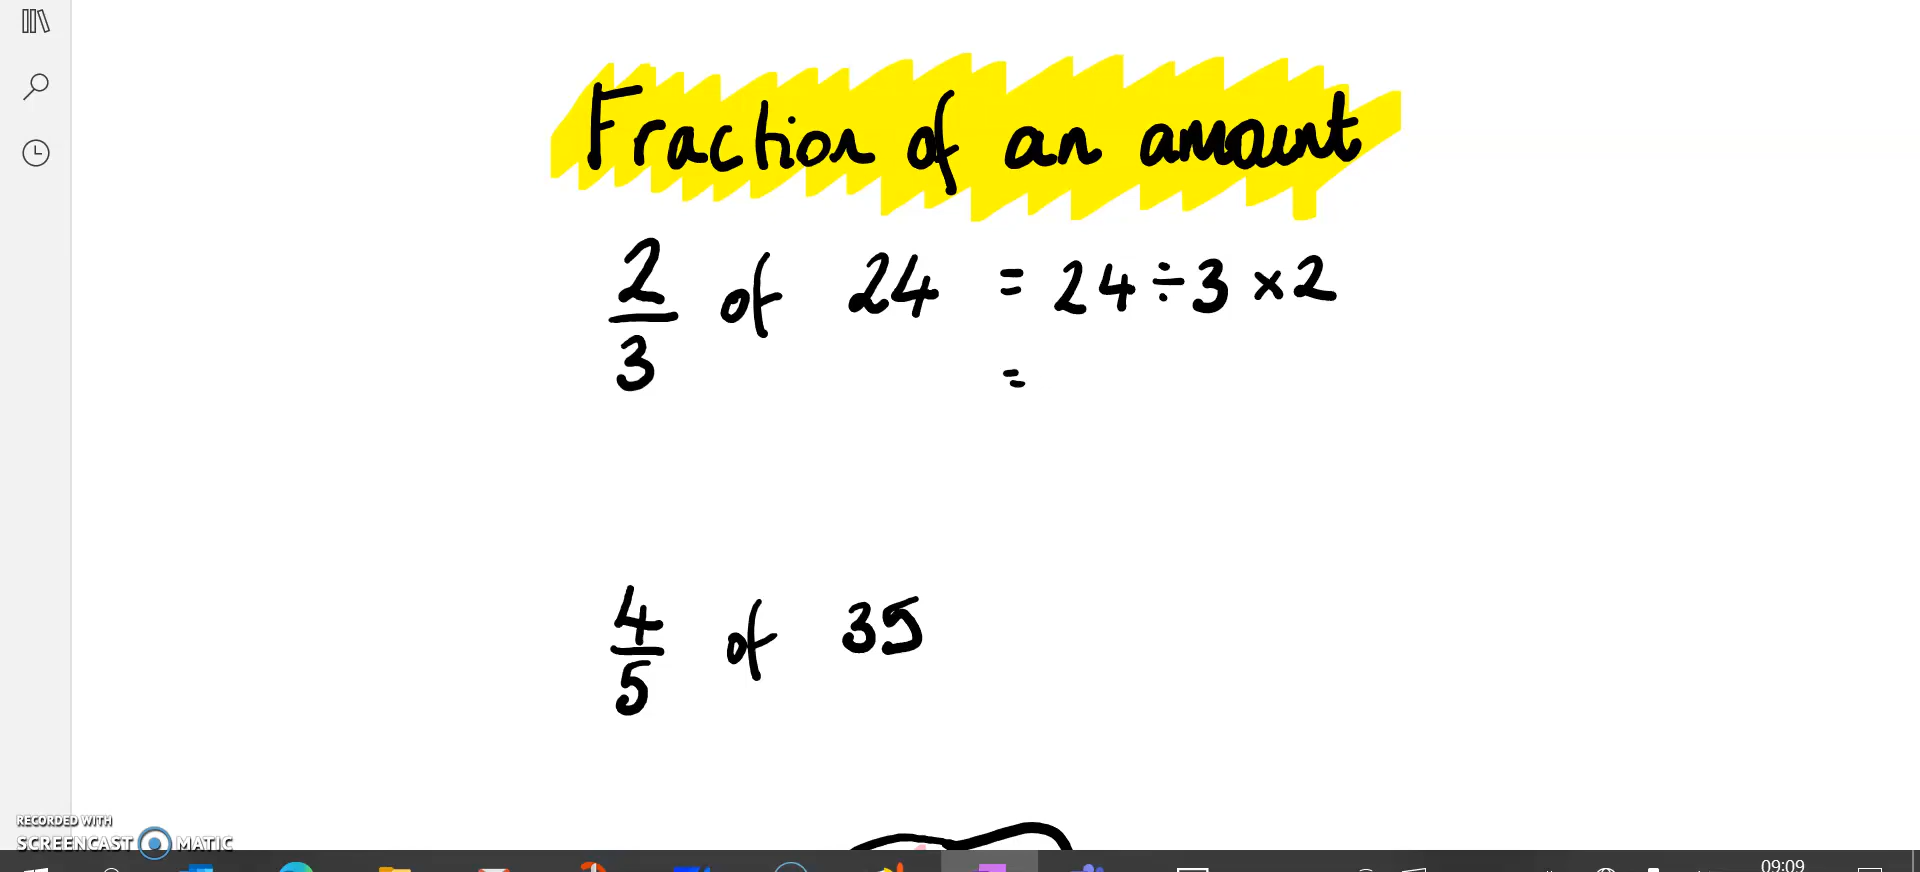 Fraction of an amount
2/3 of 24 = 24 ÷ 3 × 2
=
4/5 of 35
RECORDED WITH
SCREENCAST MATIC
09:09